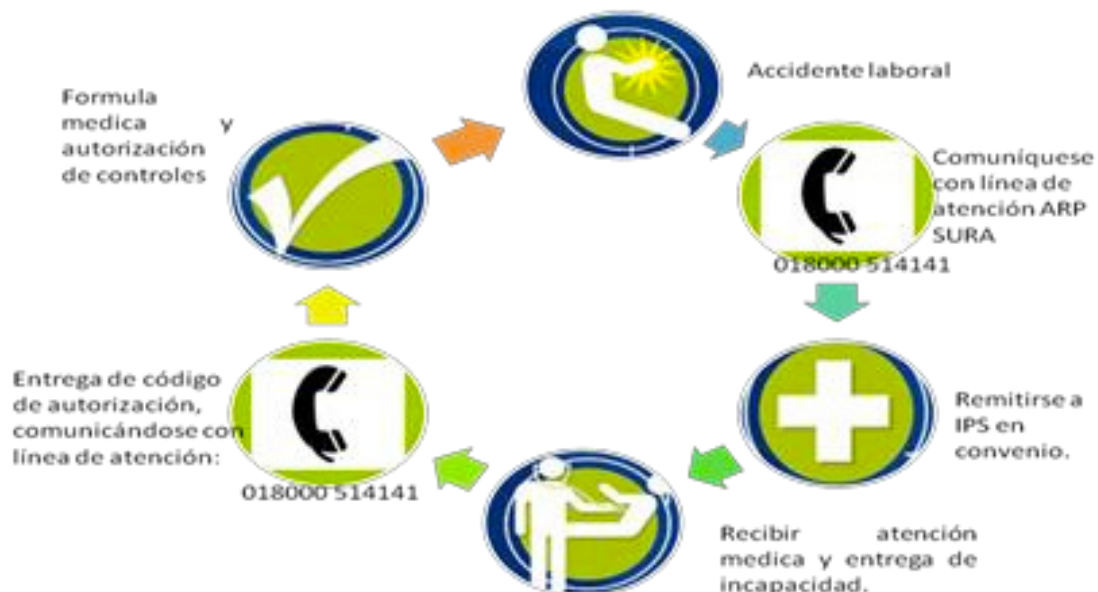 Accidente laboral
Comuníquese
con línea de
atención ARP
SURA
018000 514141
Remitirse a
IPS en
convenio.
Recibir atención
medica y entrega de
incapacidad.
Entrega de código
de autorización,
comunicándose con
línea de atención:
018000 514141
Formula
medica y
autorización
de controles